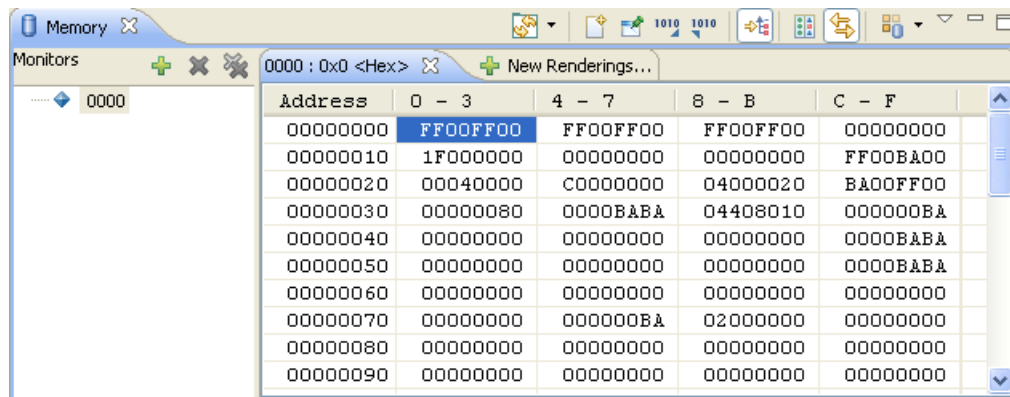 Memory
1010 1010
Monitors
0000 : 0x0 <Hex> New Renderings...
0000
Address 0 - 3 4 - 7 8 - B C - F
00000000 FF00FF00 FF00FF00 FF00FF00 00000000
00000010 1F000000 00000000 00000000 FF00BA00
00000020 00040000 C0000000 04000020 BA00FF00
00000030 00000080 0000BABA 04408010 000000BA
00000040 00000000 00000000 00000000 0000BABA
00000050 00000000 00000000 00000000 0000BABA
00000060 00000000 00000000 00000000 00000000
00000070 00000000 000000BA 02000000 00000000
00000080 00000000 00000000 00000000 00000000
00000090 00000000 00000000 00000000 00000000